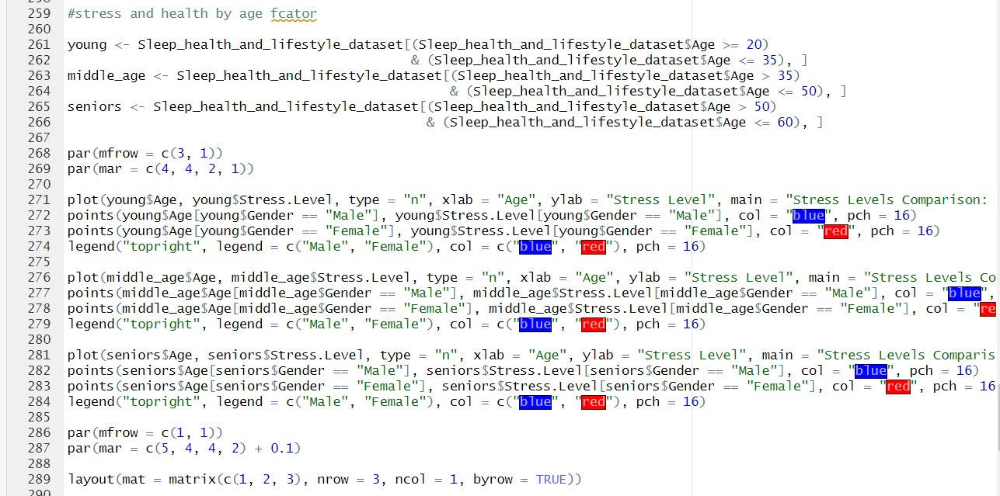 259 #stress and health by age fcator
260
261 young <- Sleep_health_and_lifestyle_dataset[(Sleep_health_and_lifestyle_dataset$Age >= 20)
262 & (Sleep_health_and_lifestyle_dataset$Age <= 35), ]
263 middle_age <- Sleep_health_and_lifestyle_dataset[(Sleep_health_and_lifestyle_dataset$Age > 35)
264 & (Sleep_health_and_lifestyle_dataset$Age <= 50), ]
265 seniors <- Sleep_health_and_lifestyle_dataset[(Sleep_health_and_lifestyle_dataset$Age > 50)
266 & (Sleep_health_and_lifestyle_dataset$Age <= 60), ]
267
268 par(mfrow = c(3, 1))
269 par(mar = c(4, 4, 2, 1))
270
271 plot(young$Age, young$Stress.Level, type = "n", xlab = "Age", ylab = "Stress Level", main = "Stress Levels Comparison:
272 points(young$Age[young$Gender == "Male"], young$Stress.Level[young$Gender == "Male"], col = "blue", pch = 16)
273 points(young$Age[young$Gender == "Female"], young$Stress.Level[young$Gender == "Female"], col = "red", pch = 16)
274 legend("topright", legend = c("Male", "Female"), col = c("blue", "red"), pch = 16)
275
276 plot(middle_age$Age, middle_age$Stress.Level, type = "n", xlab = "Age", ylab = "Stress Level", main = "Stress Levels Co
277 points(middle_age$Age[middle_age$Gender == "Male"], middle_age$Stress.Level[middle_age$Gender == "Male"], col = "blue",
278 points(middle_age$Age[middle_age$Gender == "Female"], middle_age$Stress.Level[middle_age$Gender == "Female"], col = "re
279 legend("topright", legend = c("Male", "Female"), col = c("blue", "red"), pch = 16)
280
281 plot(seniors$Age, seniors$Stress.Level, type = "n", xlab = "Age", ylab = "Stress Level", main = "Stress Levels Comparis
282 points(seniors$Age[seniors$Gender == "Male"], seniors$Stress.Level[seniors$Gender == "Male"], col = "blue", pch = 16)
283 points(seniors$Age[seniors$Gender == "Female"], seniors$Stress.Level[seniors$Gender == "Female"], col = "red", pch = 16
284 legend("topright", legend = c("Male", "Female"), col = c("blue", "red"), pch = 16)
285
286 par(mfrow = c(1, 1))
287 par(mar = c(5, 4, 4, 2) + 0.1)
288
289 layout(mat = matrix(c(1, 2, 3), nrow = 3, ncol = 1, byrow = TRUE))